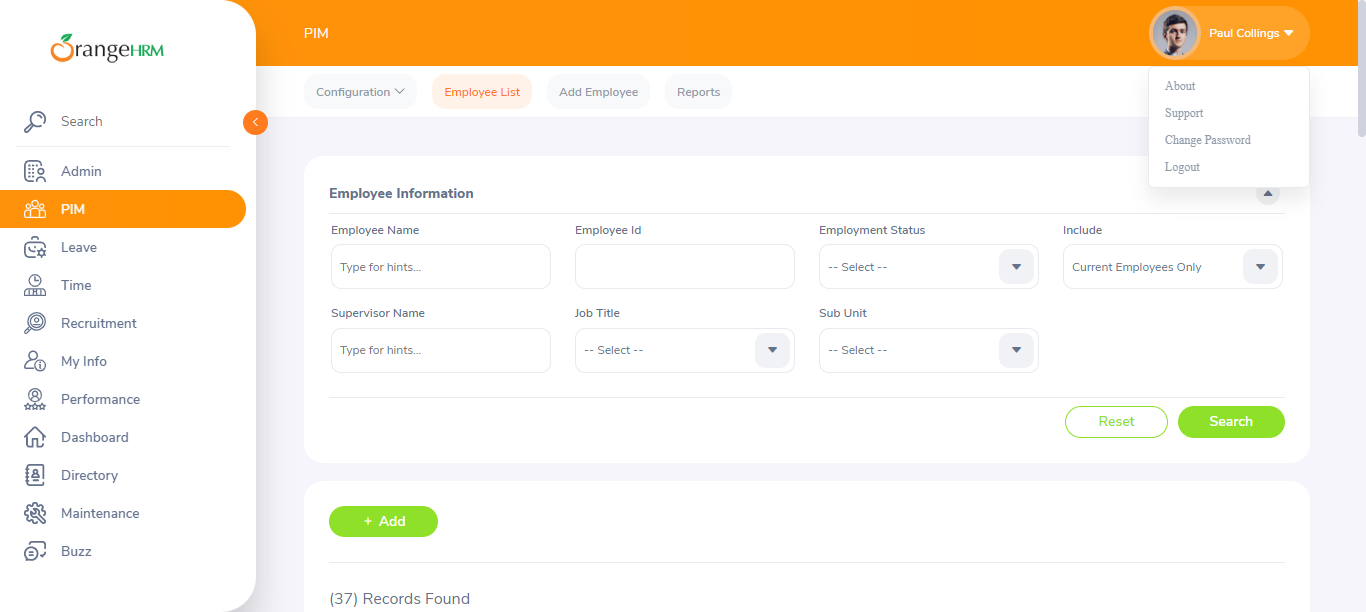 OrangeHRM
Search
Admin
PIM
Leave
Time
Recruitment
My Info
Performance
Dashboard
Directory
Maintenance
Buzz
PIM
Paul Collings
Configuration
Employee List
Add Employee
Reports
About
Support
Change Password
Logout
Employee Information
Employee Name
Employee Id
Employment Status
Include
Type for hints...
-- Select --
Current Employees Only
Supervisor Name
Job Title
Sub Unit
Type for hints...
-- Select --
-- Select --
Reset
Search
+ Add
(37) Records Found